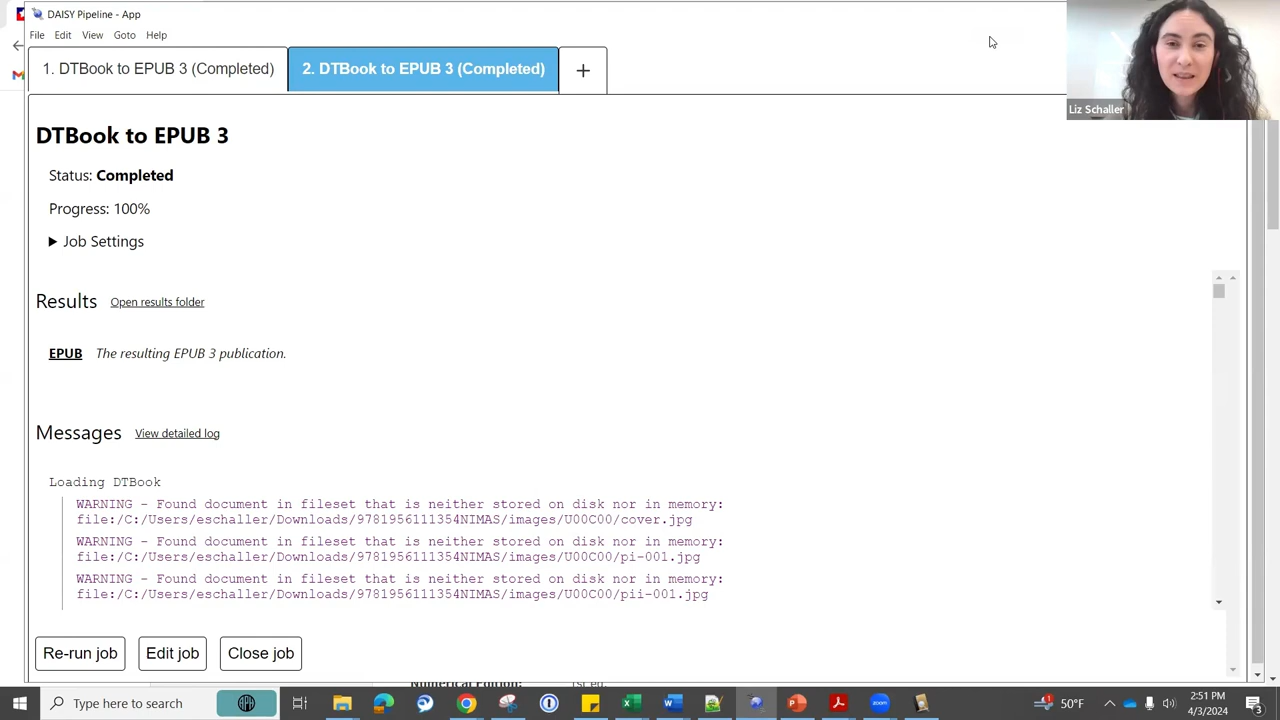 DAISY Pipeline - App
File Edit View Goto Help
1. DTBook to EPUB 3 (Completed)
2. DTBook to EPUB 3 (Completed)
+
Liz Schaller
DTBook to EPUB 3
Status: Completed
Progress: 100%
Job Settings
Results Open results folder
EPUB The resulting EPUB 3 publication.
Messages View detailed log
Loading DTBook
WARNING - Found document in fileset that is neither stored on disk nor in memory:
file:/C:/Users/eschaller/Downloads/9781956111354NIMAS/images/U00C00/cover.jpg
WARNING - Found document in fileset that is neither stored on disk nor in memory:
file:/C:/Users/eschaller/Downloads/9781956111354NIMAS/images/U00C00/pi-001.jpg
WARNING - Found document in fileset that is neither stored on disk nor in memory:
file:/C:/Users/eschaller/Downloads/9781956111354NIMAS/images/U00C00/pii-001.jpg
Re-run job Edit job Close job
Numerical Edition:
Type here to search
zoom
50°F
2:51 PM
4/3/2024